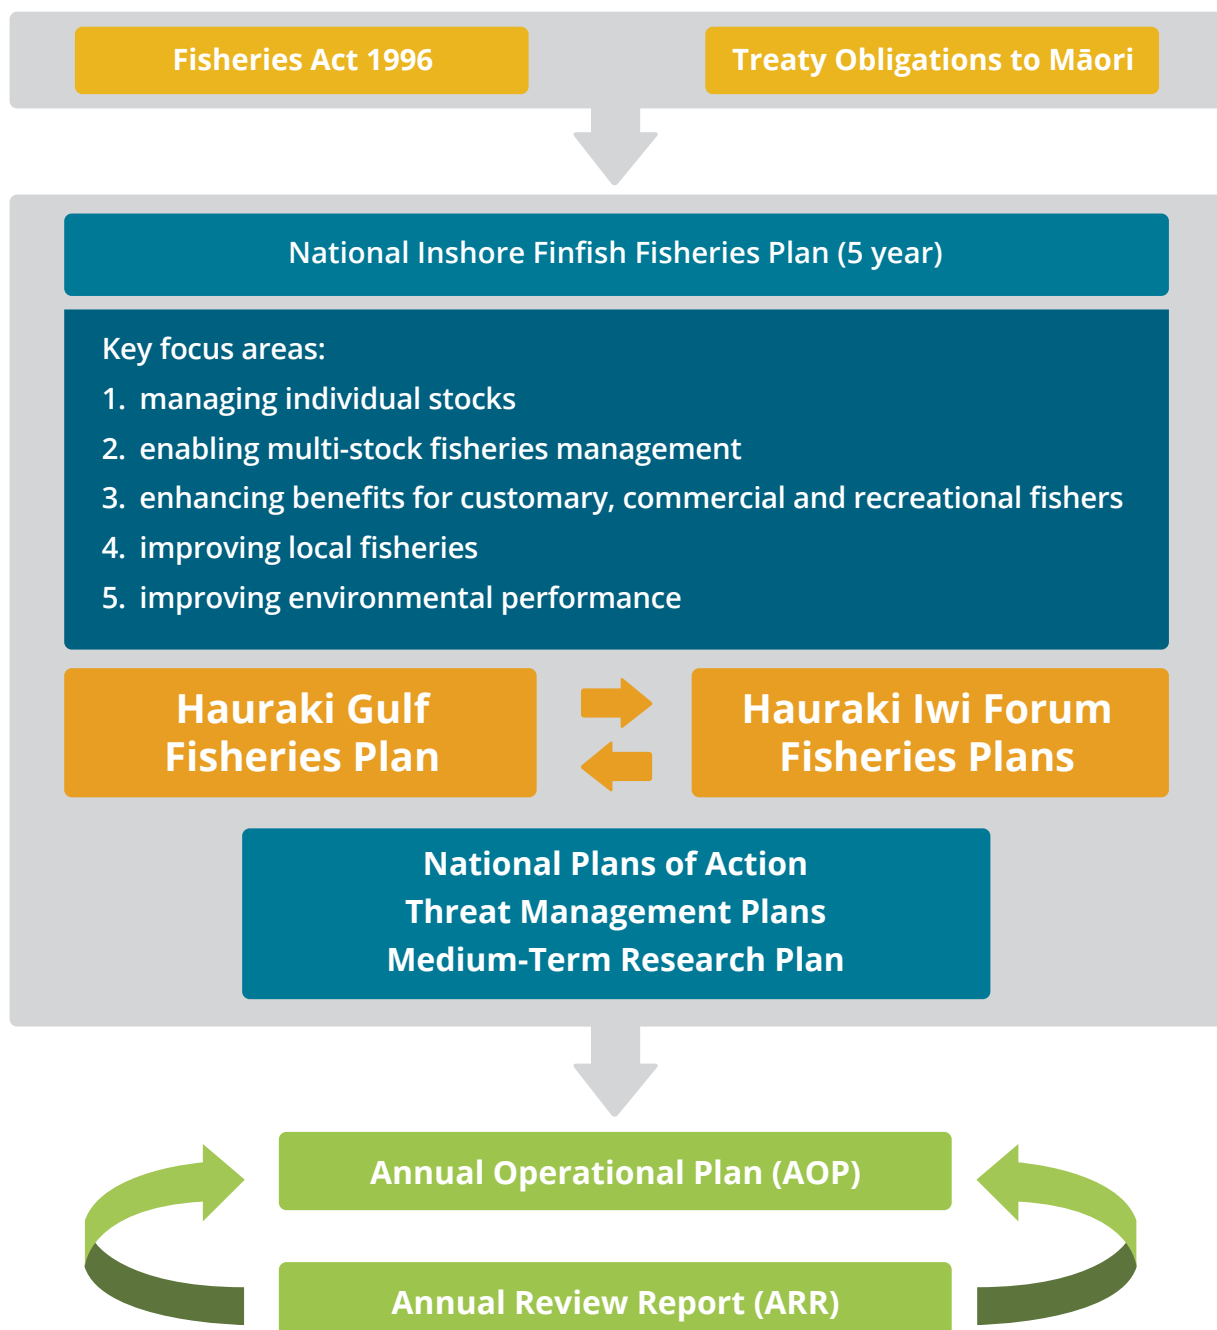 Fisheries Act 1996
Treaty Obligations to Māori
National Inshore Finfish Fisheries Plan (5 year)
Key focus areas:
1. managing individual stocks
2. enabling multi-stock fisheries management
3. enhancing benefits for customary, commercial and recreational fishers
4. improving local fisheries
5. improving environmental performance
Hauraki Gulf
Fisheries Plan
Hauraki Iwi Forum
Fisheries Plans
National Plans of Action
Threat Management Plans
Medium-Term Research Plan
Annual Operational Plan (AOP)
Annual Review Report (ARR)